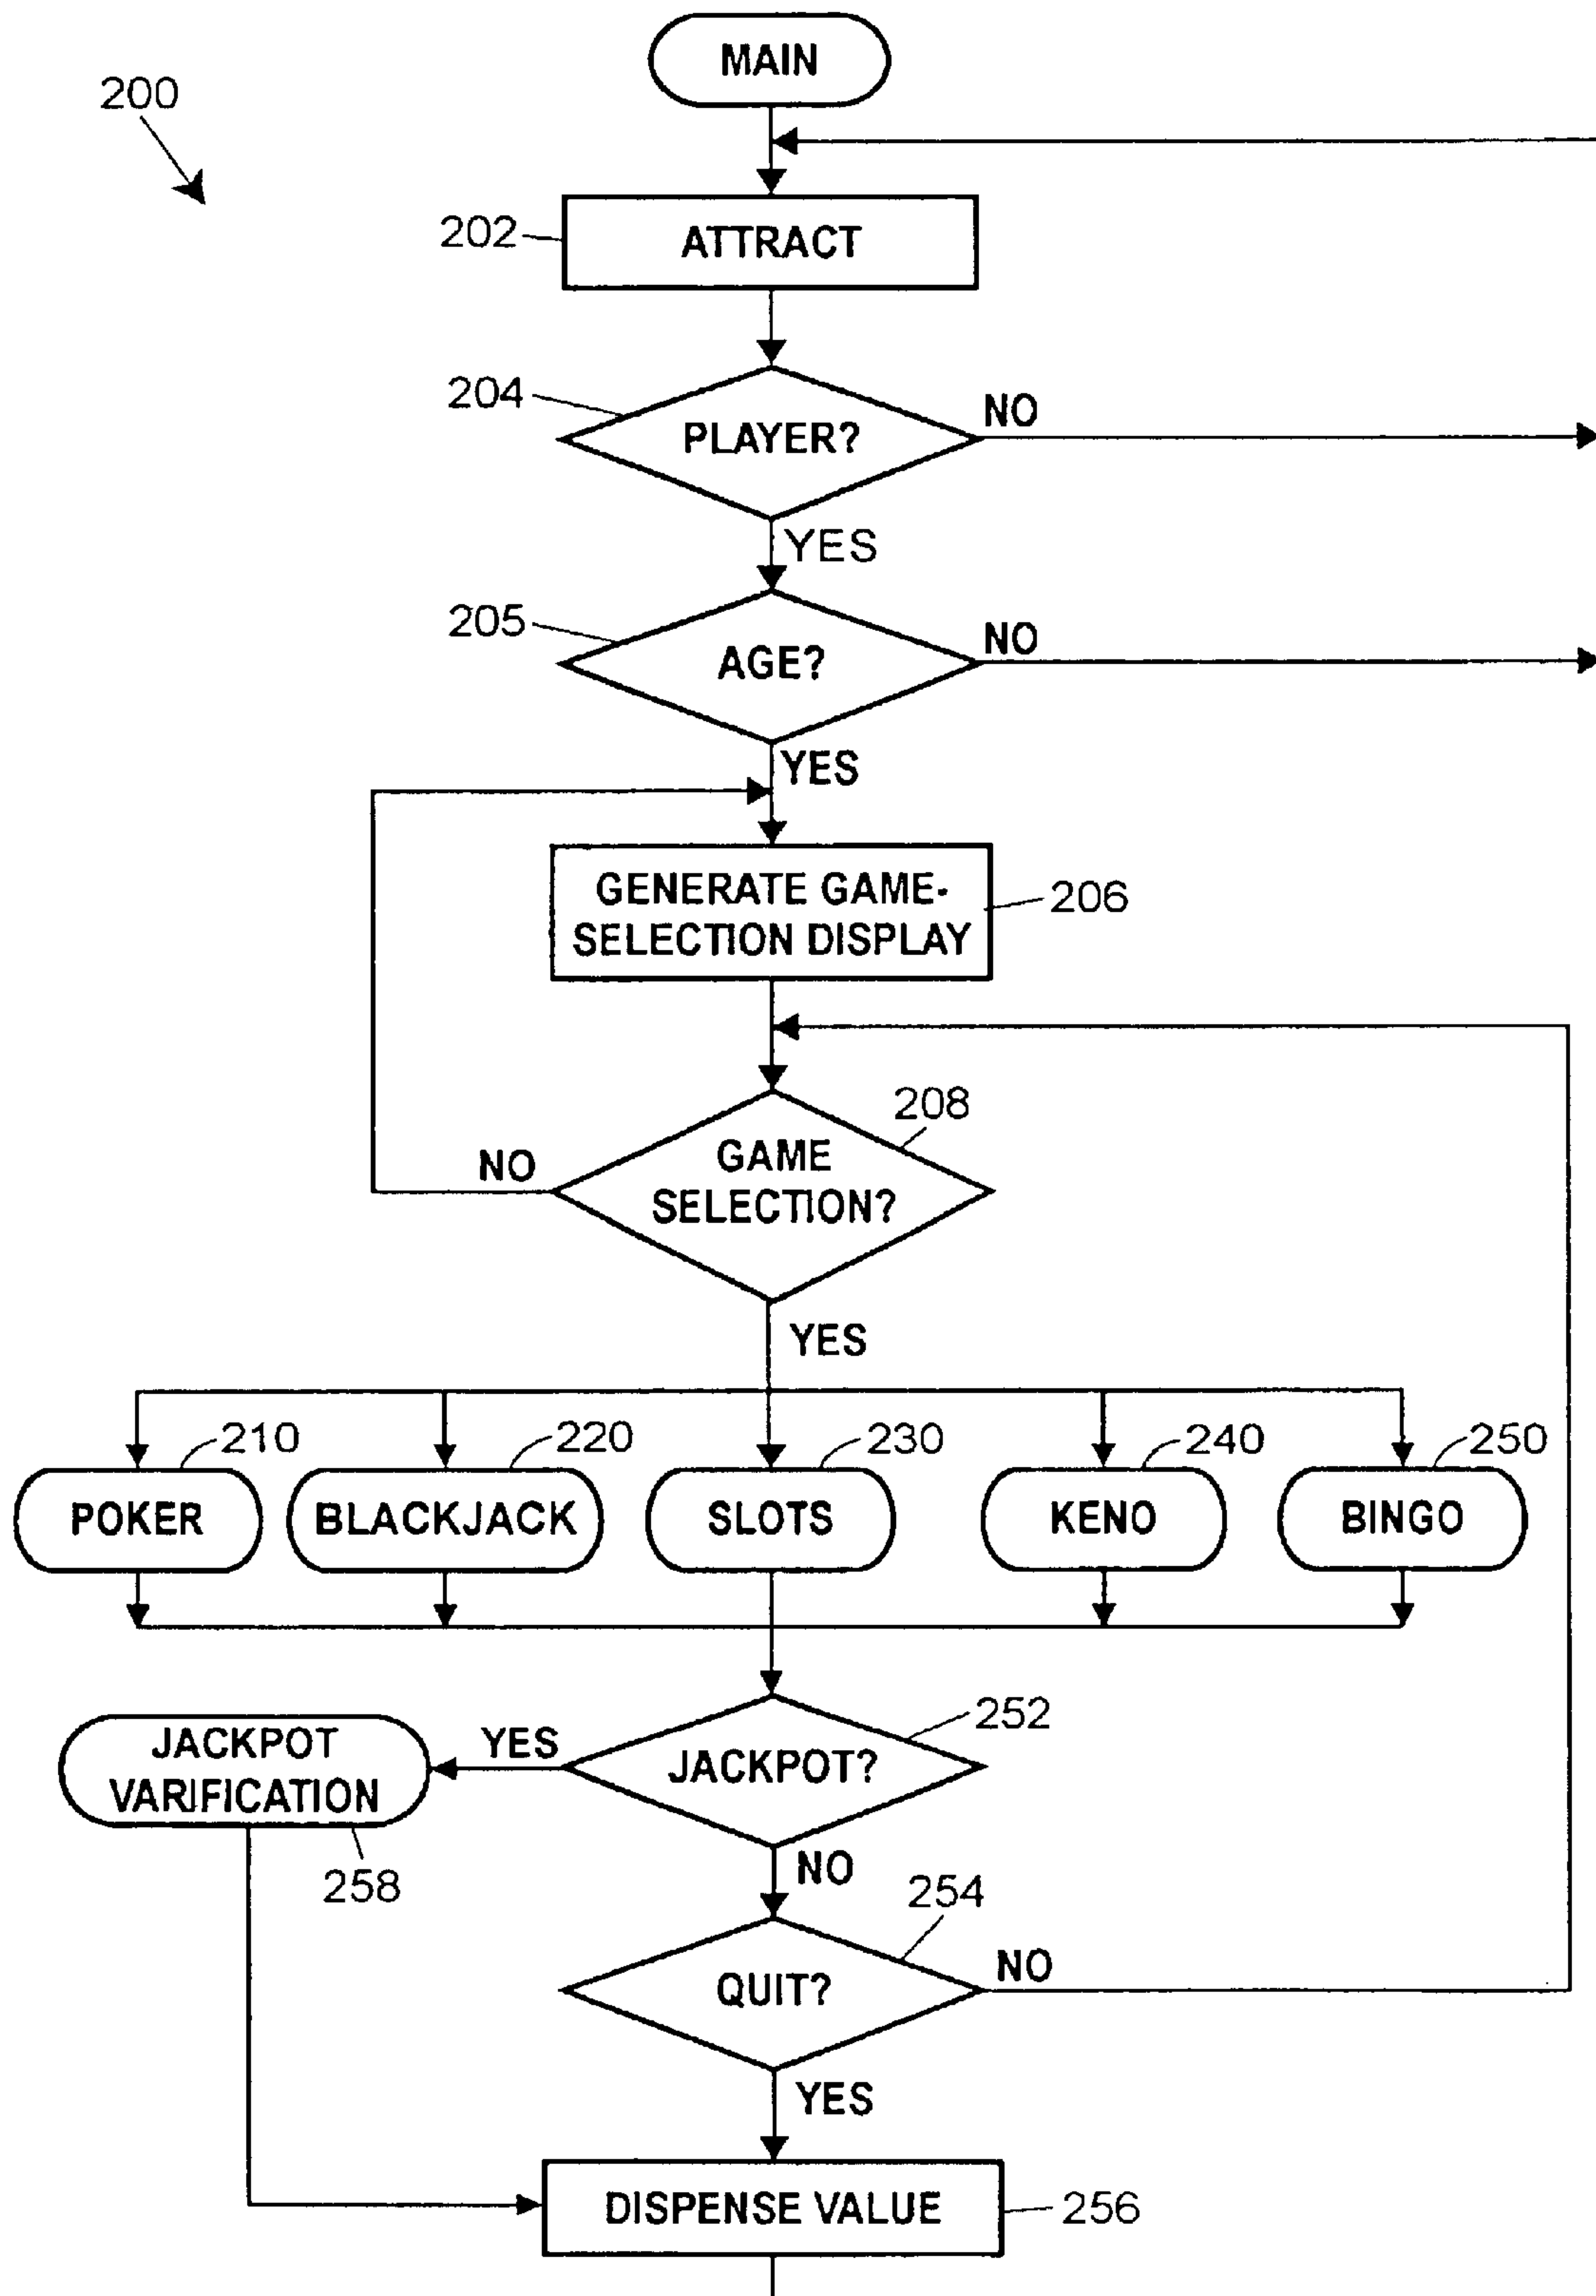 MAIN
200
202
ATTRACT
204
PLAYER?
NO
YES
205
AGE?
NO
YES
GENERATE GAME-
SELECTION DISPLAY
206
208
GAME
SELECTION?
NO
YES
210
220
230
240
250
POKER
BLACKJACK
SLOTS
KENO
BINGO
252
JACKPOT?
YES
JACKPOT
VARIFICATION
258
NO
254
QUIT?
NO
YES
DISPENSE VALUE
256